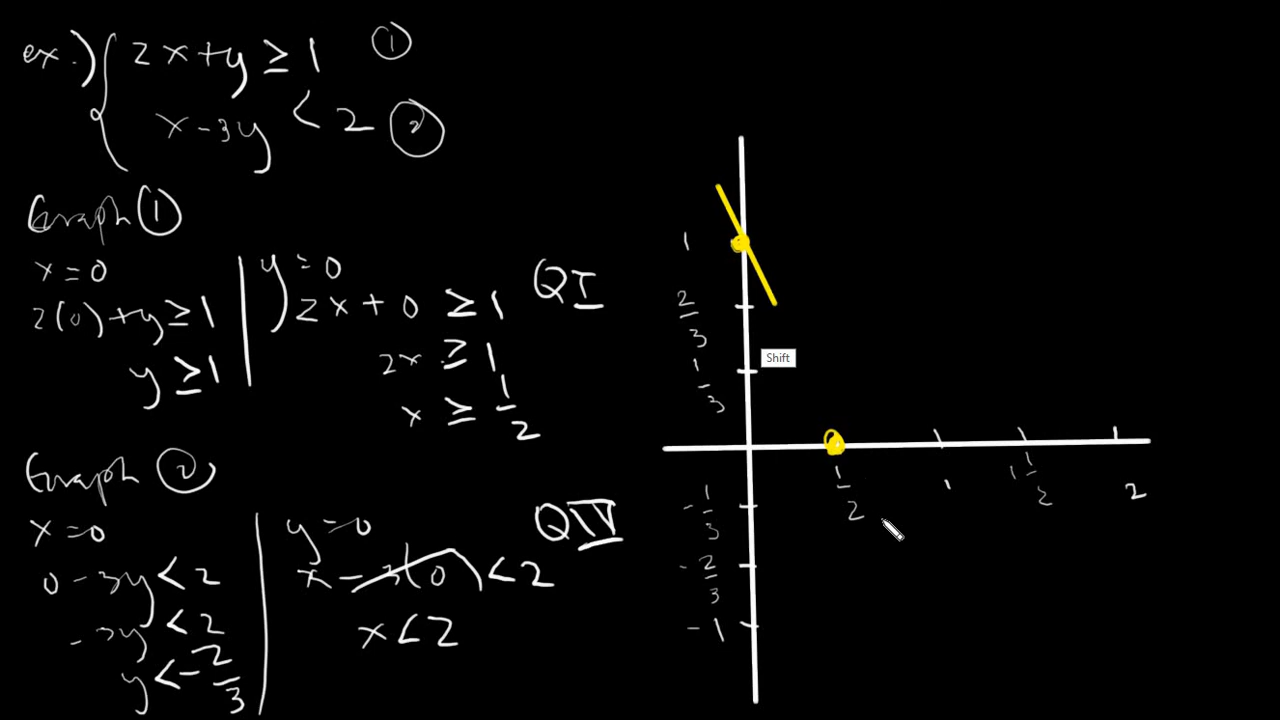 ex.) { 2x+y ≥ 1 ①
x-3y < 2 ②
Graph ①
x=0
2(0)+y≥1
y ≥1
y=0
2x+0 ≥1
2x ≥ 1
x ≥ 1/2
QI
Graph ②
x=0
0-3y<2
-3y <2
y <-2/3
y=0
x-3(0)<2
x<2
QIV
1
2/3
1/3
Shift
1/2
1
1 1/2
2
-1/3
-2/3
-1